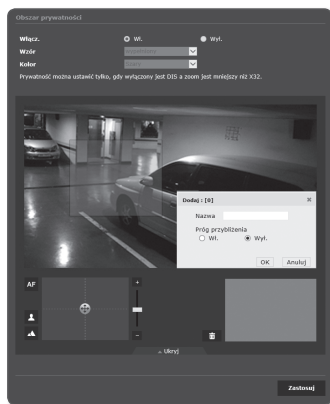 Obszar prywatności
Włącz. Wł. Wył.
Wzór
Kolor Szary
Prywatność można ustawić tylko, gdy wyłączony jest DIS a zoom jest mniejszy niż X32.
Dodaj : [0]
Nazwa
Próg przybliżenia
Wł. Wył.
OK Anuluj
AF
Ukryj
Zastosuj